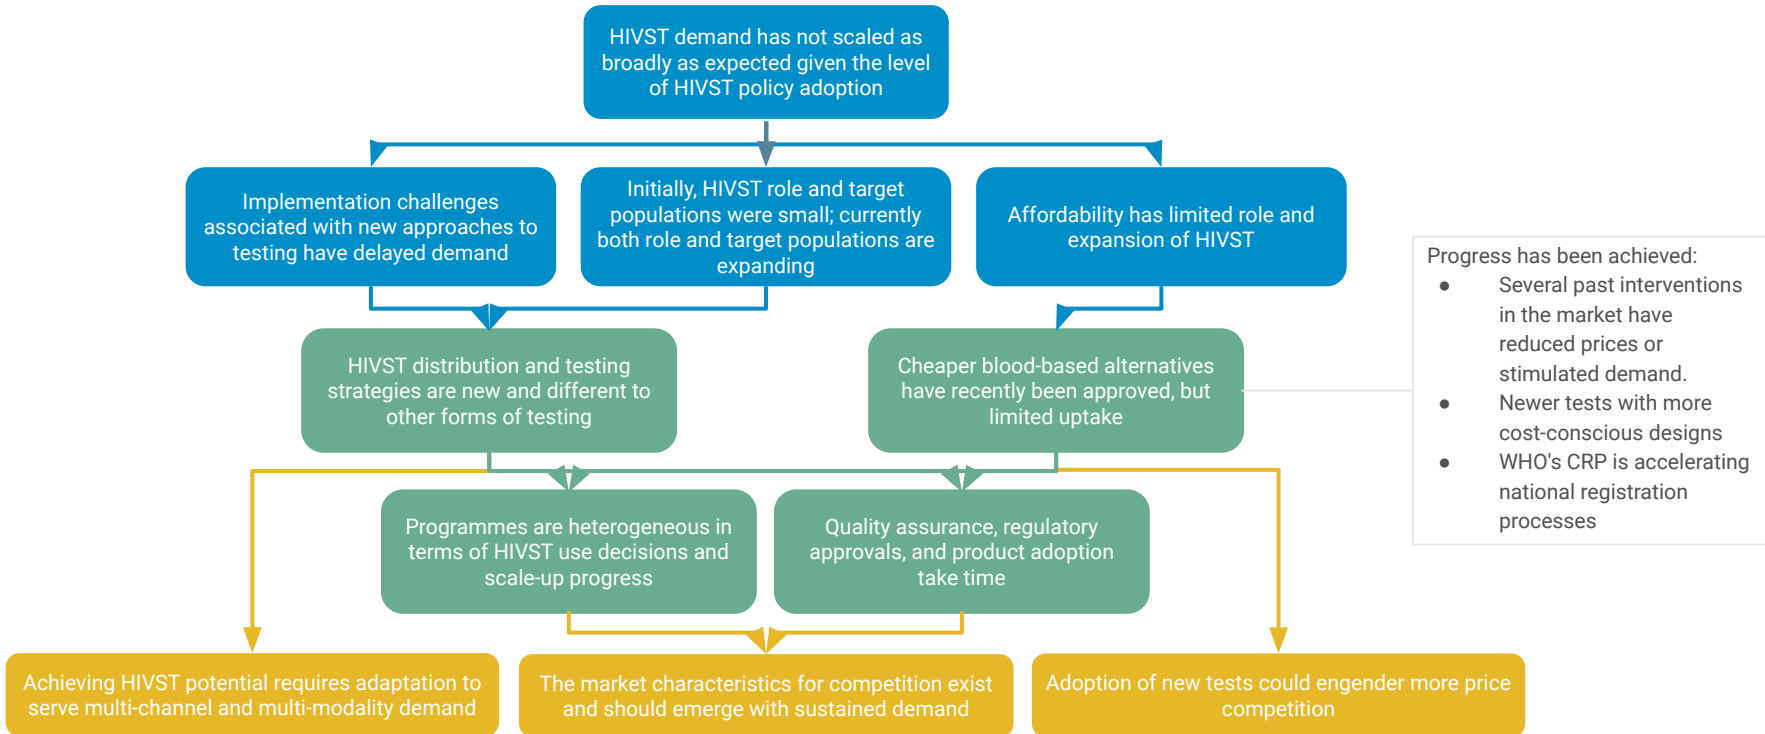 HIVST demand has not scaled as
broadly as expected given the level
of HIVST policy adoption
Implementation challenges
associated with new approaches to
testing have delayed demand
Initially, HIVST role and target
populations were small; currently
both role and target populations are
expanding
Affordability has limited role and
expansion of HIVST
HIVST distribution and testing
strategies are new and different to
other forms of testing
Cheaper blood-based alternatives
have recently been approved, but
limited uptake
Progress has been achieved:
● Several past interventions
in the market have
reduced prices or
stimulated demand.
● Newer tests with more
cost-conscious designs
● WHO's CRP is accelerating
national registration
processes
Programmes are heterogeneous in
terms of HIVST use decisions and
scale-up progress
Quality assurance, regulatory
approvals, and product adoption
take time
Achieving HIVST potential requires adaptation to
serve multi-channel and multi-modality demand
The market characteristics for competition exist
and should emerge with sustained demand
Adoption of new tests could engender more price
competition